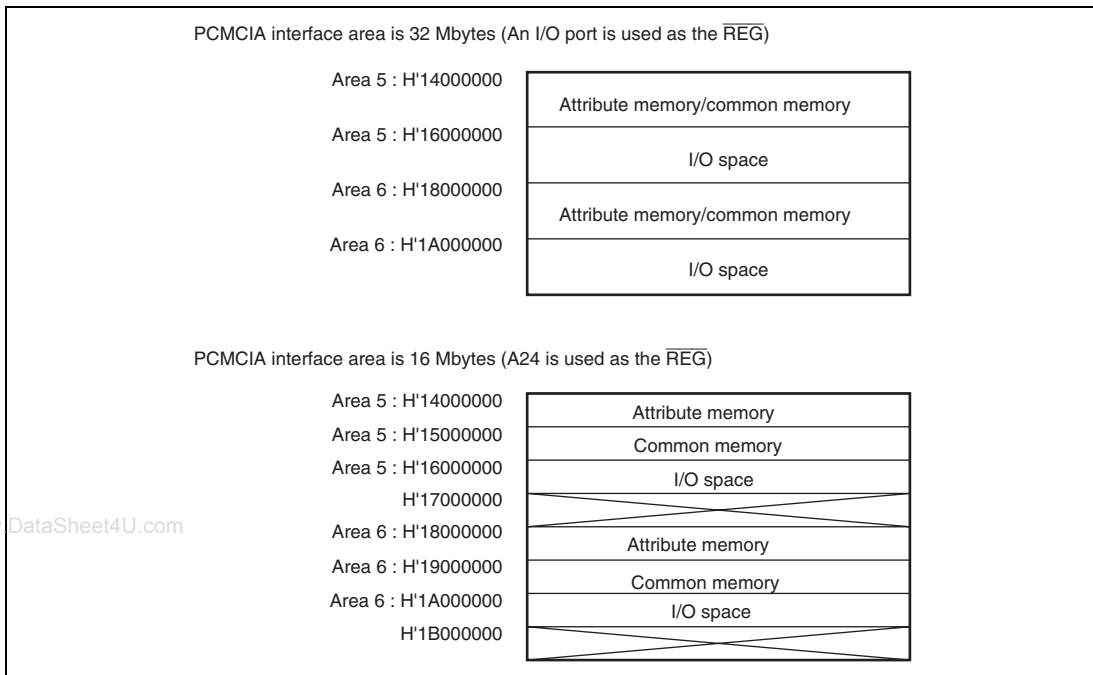 PCMCIA interface area is 32 Mbytes (An I/O port is used as the REG)
Area 5 : H'14000000
Attribute memory/common memory
Area 5 : H'16000000
I/O space
Area 6 : H'18000000
Attribute memory/common memory
Area 6 : H'1A000000
I/O space
PCMCIA interface area is 16 Mbytes (A24 is used as the REG)
Area 5 : H'14000000
Attribute memory
Area 5 : H'15000000
Common memory
Area 5 : H'16000000
I/O space
H'17000000
DataSheet4U.com
Area 6 : H'18000000
Attribute memory
Area 6 : H'19000000
Common memory
Area 6 : H'1A000000
I/O space
H'1B000000